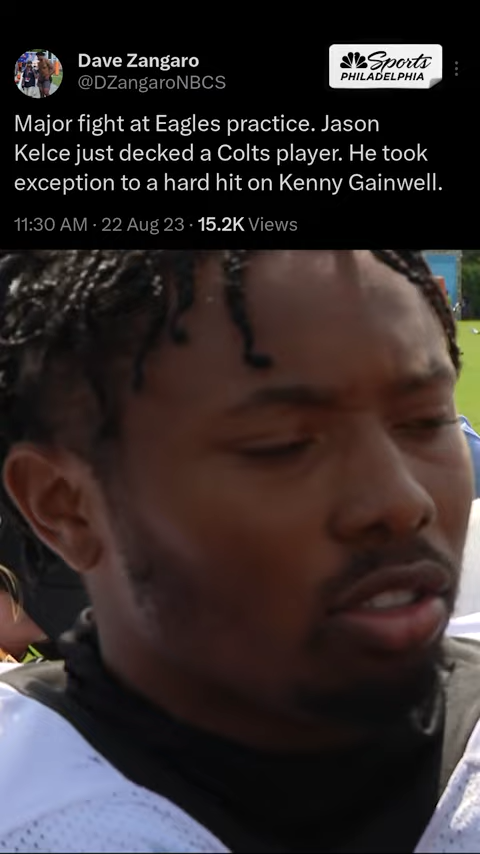 Dave Zangaro
@DZangaroNBCS
Sports
PHILADELPHIA
Major fight at Eagles practice. Jason
Kelce just decked a Colts player. He took
exception to a hard hit on Kenny Gainwell.
11:30 AM · 22 Aug 23 · 15.2K Views